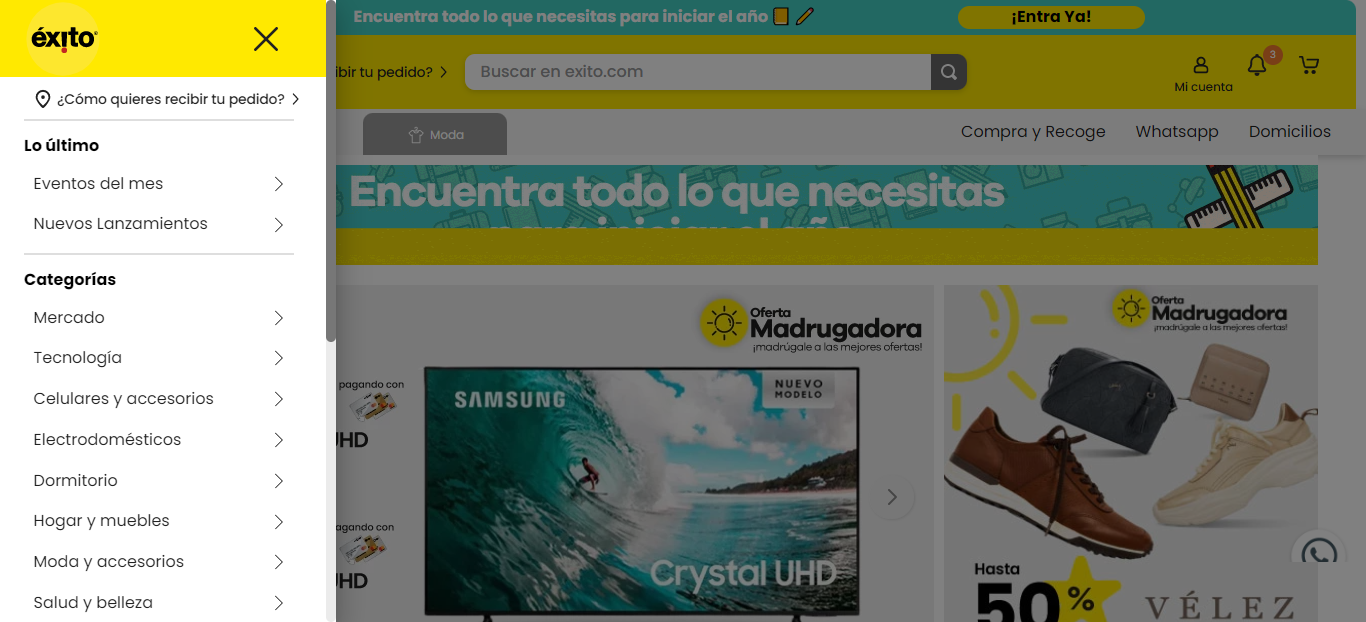 éxito
¿Cómo quieres recibir tu pedido?
Lo último
Eventos del mes
Nuevos Lanzamientos
Categorías
Mercado
Tecnología
Celulares y accesorios
Electrodomésticos
Dormitorio
Hogar y muebles
Moda y accesorios
Salud y belleza
Encuentra todo lo que necesitas para iniciar el año
¡Entra Ya!
ibir tu pedido?
Buscar en exito.com
Mi cuenta
3
Moda
Compra y Recoge
Whatsapp
Domicilios
Encuentra todo lo que necesitas
para iniciar el año
Oferta
Madrugadora
¡madrúgale a las mejores ofertas!
pagando con
UHD
agando con
UHD
SAMSUNG
NUEVO
MODELO
Crystal UHD
Oferta
Madrugadora
¡madrúgale a las mejores ofertas!
Hasta
50%
VÉLEZ